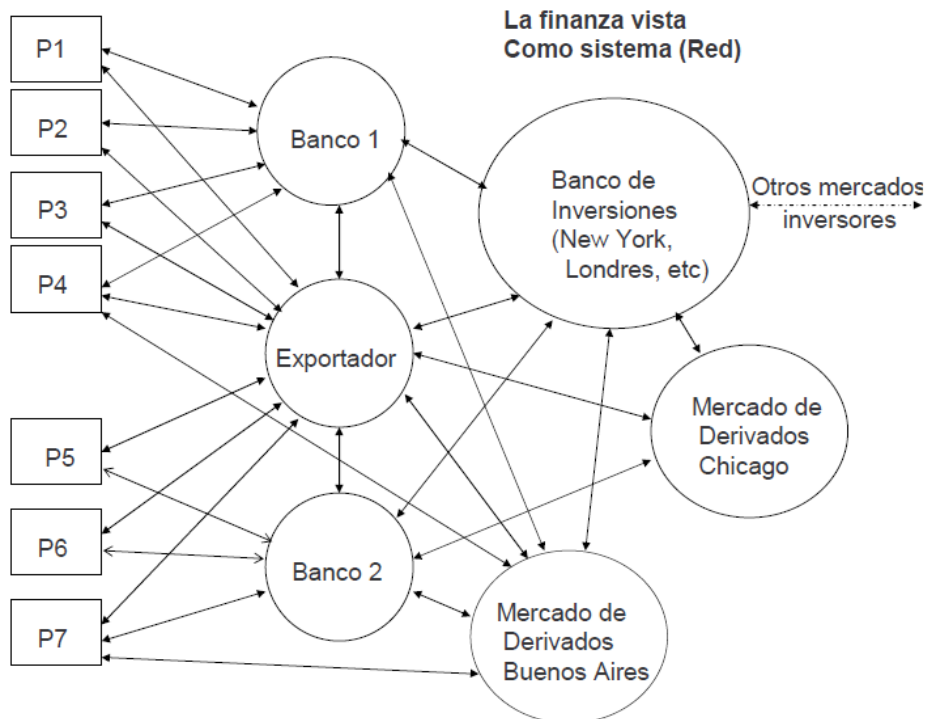 La finanza vista
Como sistema (Red)
P1
P2
P3
P4
P5
P6
P7
Banco 1
Exportador
Banco 2
Banco de
Inversiones
(New York,
Londres, etc)
Otros mercados
inversores
Mercado de
Derivados
Chicago
Mercado de
Derivados
Buenos Aires